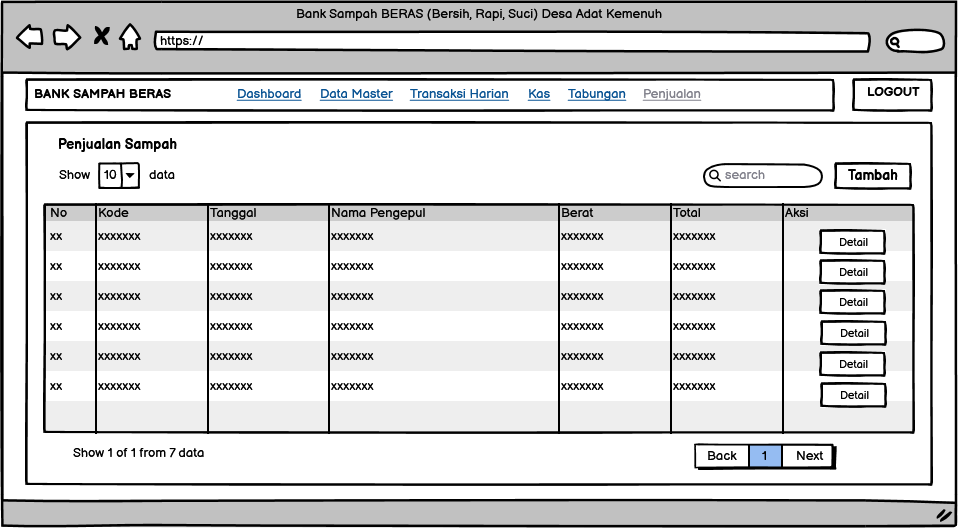 Bank Sampah BERAS (Bersih, Rapi, Suci) Desa Adat Kemenuh
https://
BANK SAMPAH BERAS Dashboard Data Master Transaksi Harian Kas Tabungan Penjualan LOGOUT
Penjualan Sampah
Show 10 data search Tambah
No Kode Tanggal Nama Pengepul Berat Total Aksi
xx xxxxxxx xxxxxxx xxxxxxx xxxxxxx xxxxxxx Detail
xx xxxxxxx xxxxxxx xxxxxxx xxxxxxx xxxxxxx Detail
xx xxxxxxx xxxxxxx xxxxxxx xxxxxxx xxxxxxx Detail
xx xxxxxxx xxxxxxx xxxxxxx xxxxxxx xxxxxxx Detail
xx xxxxxxx xxxxxxx xxxxxxx xxxxxxx xxxxxxx Detail
xx xxxxxxx xxxxxxx xxxxxxx xxxxxxx xxxxxxx Detail
Show 1 of 1 from 7 data Back 1 Next